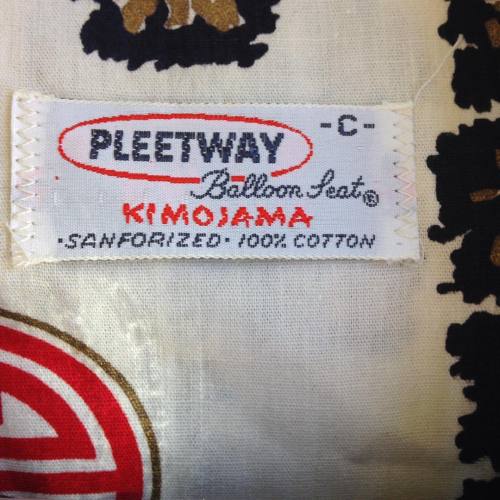 -C-
PLEETWAY
Balloon Seat®
KIMOJAMA
·SANFORIZED· 100% COTTON